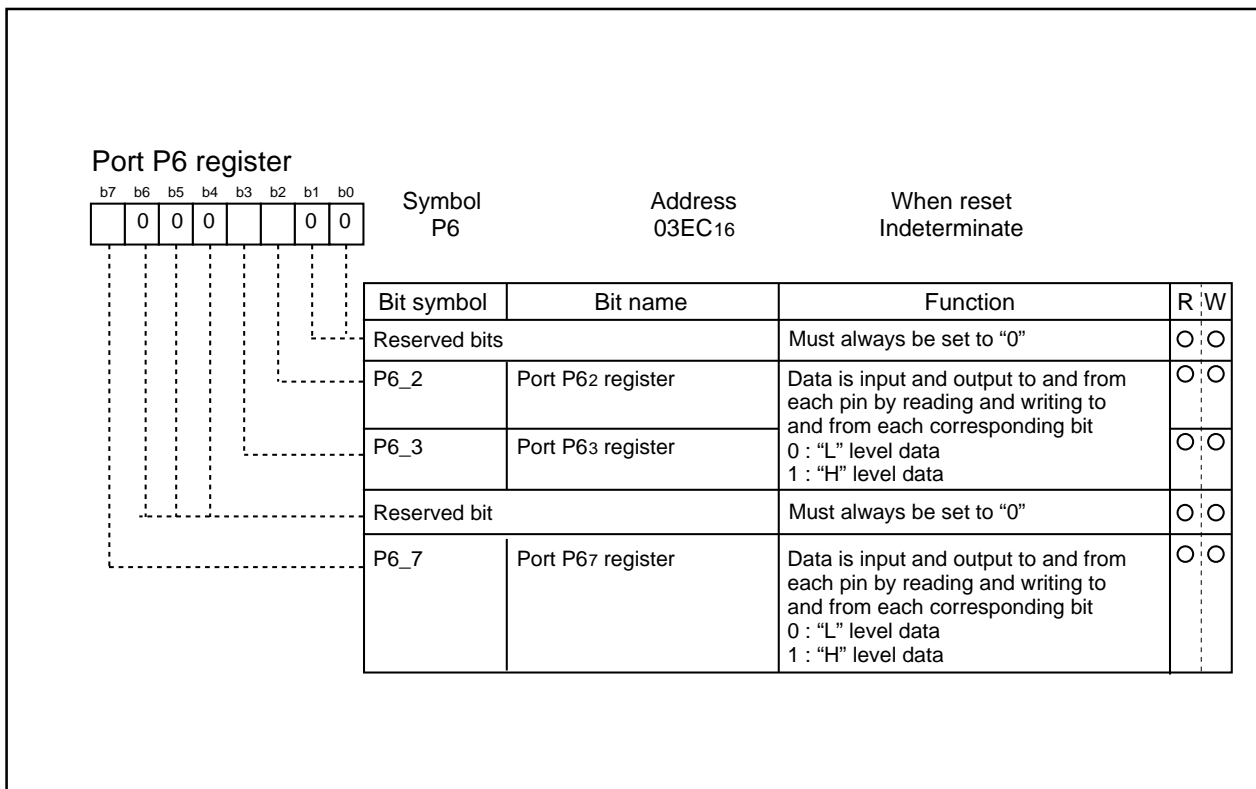 Port P6 register
b7 b6 b5 b4 b3 b2 b1 b0
0 0 0 0 0
Symbol Address When reset
P6 03EC16 Indeterminate
Bit symbol Bit name Function R W
Reserved bits Must always be set to “0”
P6_2 Port P62 register Data is input and output to and from
each pin by reading and writing to
and from each corresponding bit
P6_3 Port P63 register 0 : “L” level data
1 : “H” level data
Reserved bit Must always be set to “0”
P6_7 Port P67 register Data is input and output to and from
each pin by reading and writing to
and from each corresponding bit
0 : “L” level data
1 : “H” level data